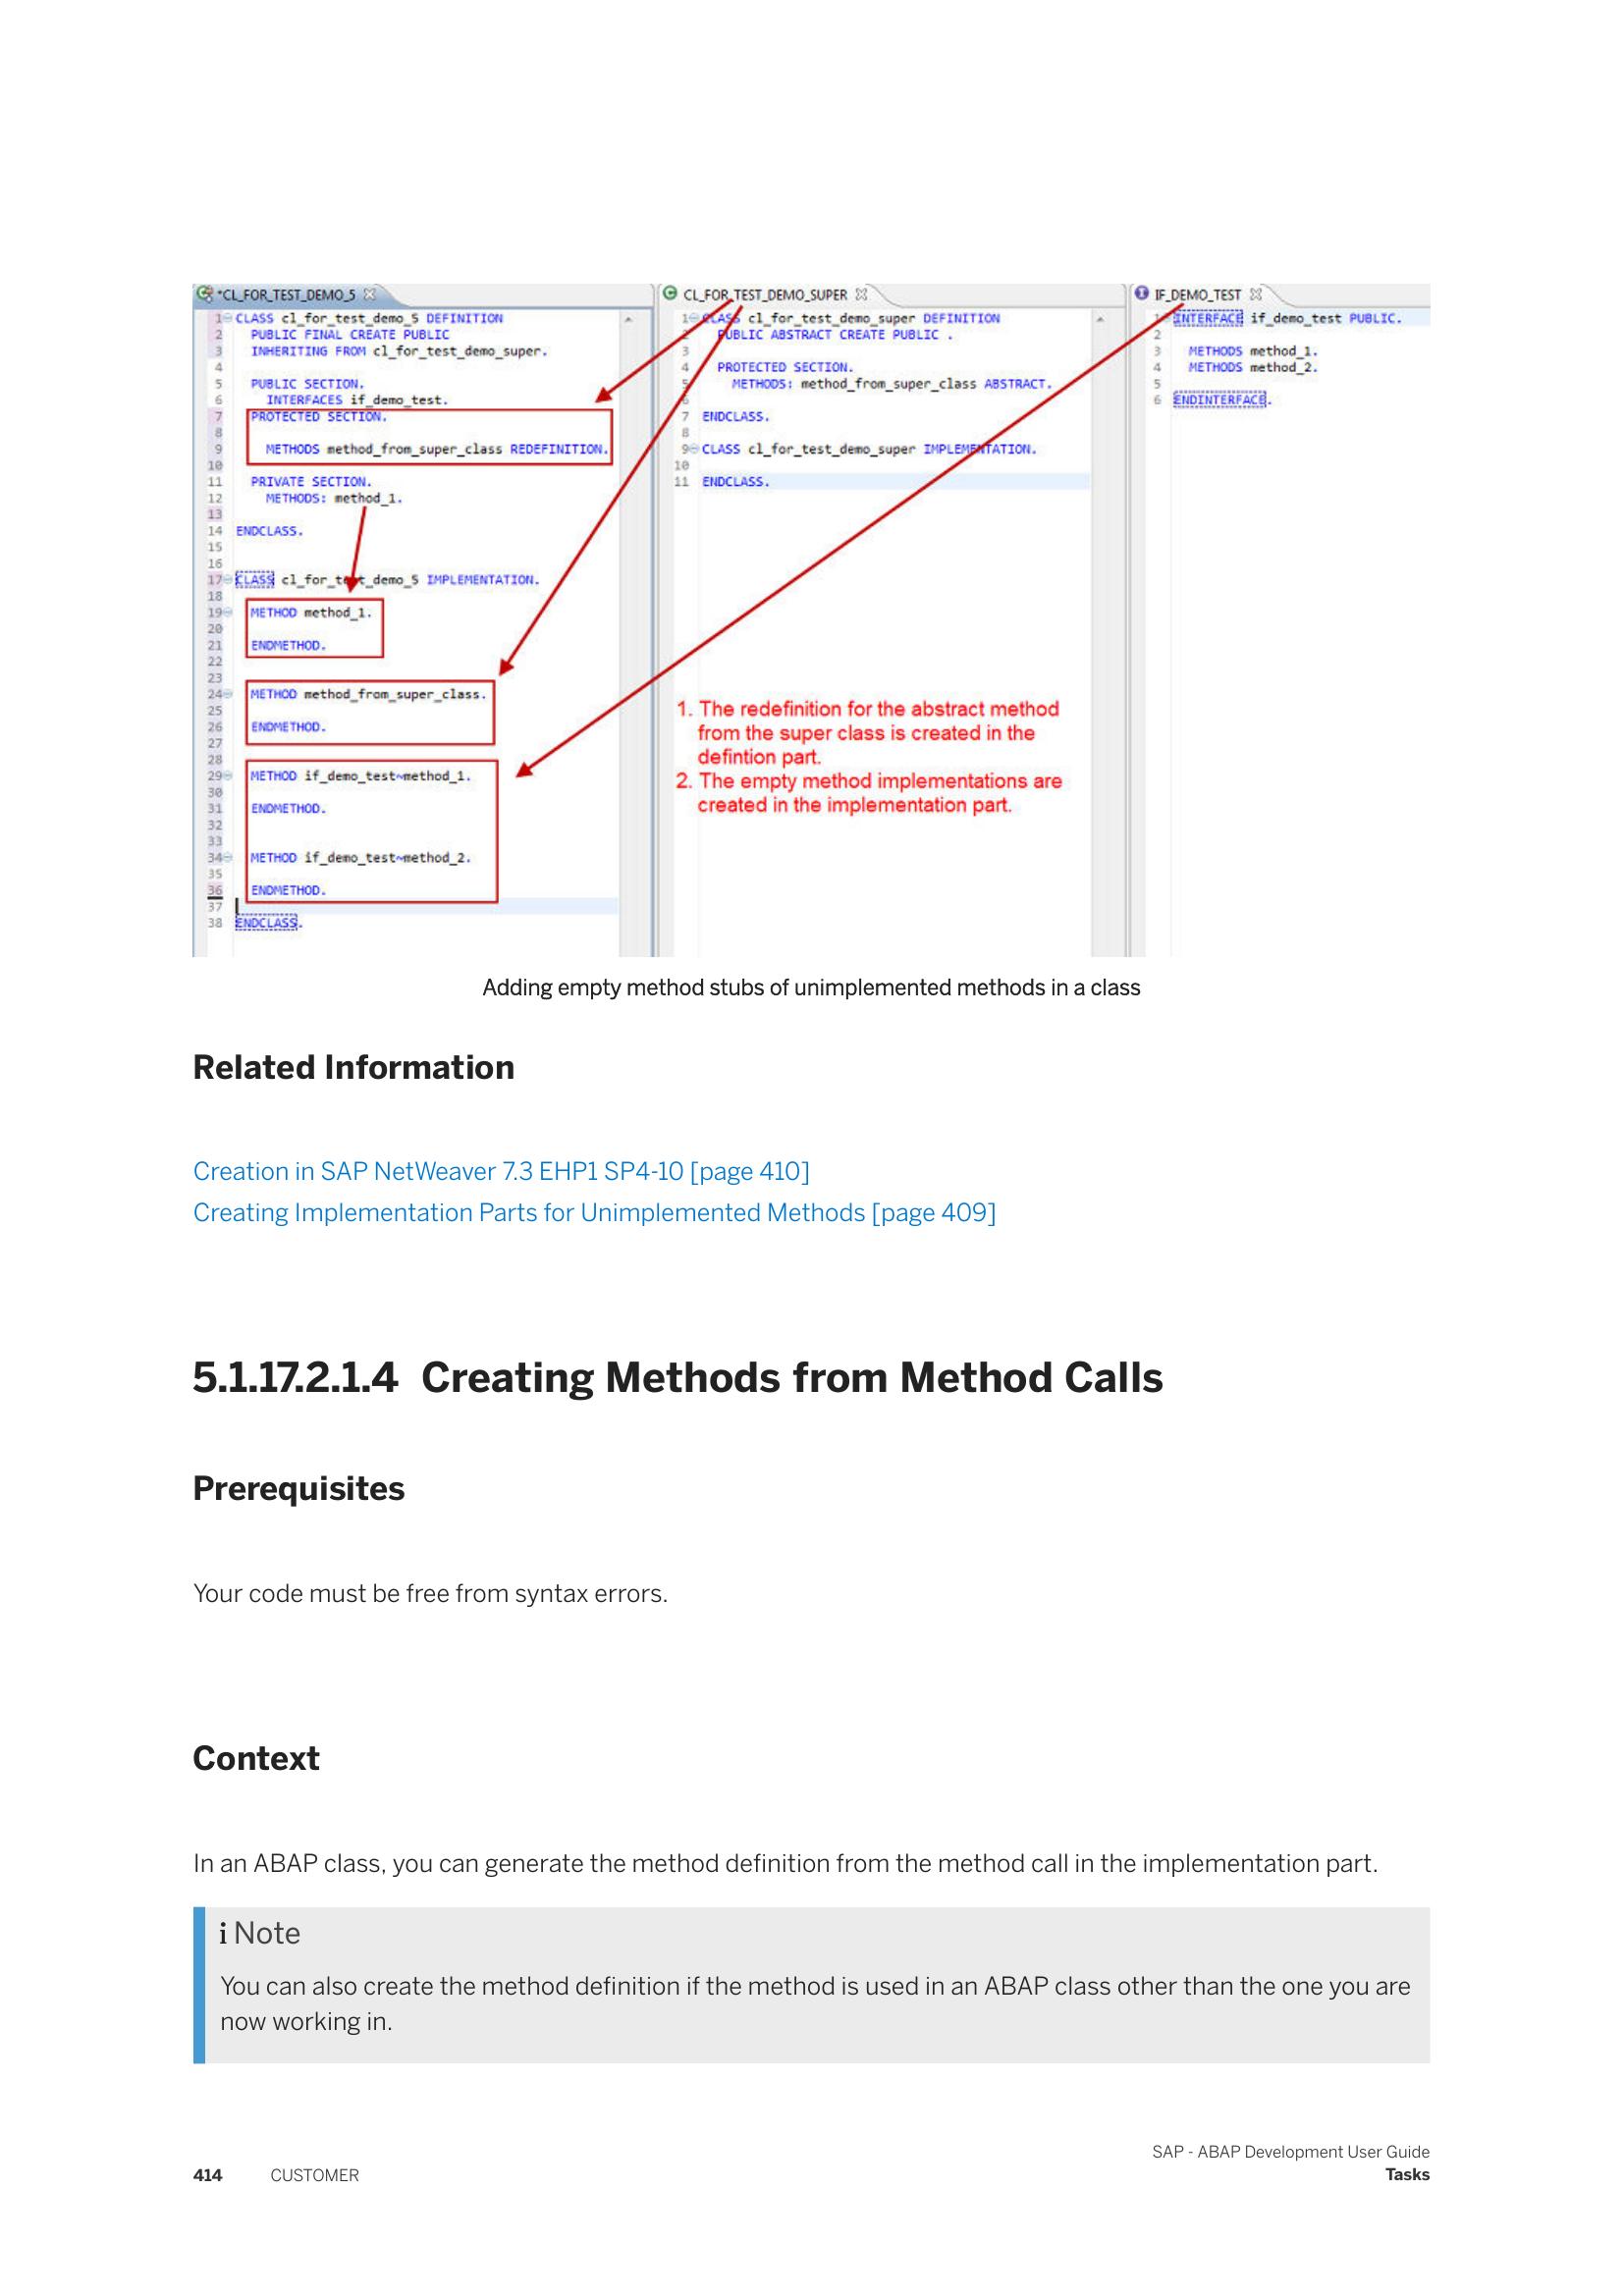 *CL_FOR_TEST_DEMO_5
1 CLASS cl_for_test_demo_5 DEFINITION
2 PUBLIC FINAL CREATE PUBLIC
3 INHERITING FROM cl_for_test_demo_super.
4
5 PUBLIC SECTION.
6 INTERFACES if_demo_test.
7 PROTECTED SECTION.
8
9 METHODS method_from_super_class REDEFINITION.
10
11 PRIVATE SECTION.
12 METHODS: method_1.
13
14 ENDCLASS.
15
16
17 CLASS cl_for_test_demo_5 IMPLEMENTATION.
18
19 METHOD method_1.
20
21 ENDMETHOD.
22
23
24 METHOD method_from_super_class.
25
26 ENDMETHOD.
27
28
29 METHOD if_demo_test~method_1.
30
31 ENDMETHOD.
32
33
34 METHOD if_demo_test~method_2.
35
36 ENDMETHOD.
37
38 ENDCLASS.
CL_FOR_TEST_DEMO_SUPER
1 CLASS cl_for_test_demo_super DEFINITION
2 PUBLIC ABSTRACT CREATE PUBLIC .
3
4 PROTECTED SECTION.
5 METHODS: method_from_super_class ABSTRACT.
6
7 ENDCLASS.
8
9 CLASS cl_for_test_demo_super IMPLEMENTATION.
10
11 ENDCLASS.
1. The redefinition for the abstract method
from the super class is created in the
defintion part.
2. The empty method implementations are
created in the implementation part.
IF_DEMO_TEST
1 INTERFACE if_demo_test PUBLIC.
2
3 METHODS method_1.
4 METHODS method_2.
5
6 ENDINTERFACE.
Adding empty method stubs of unimplemented methods in a class
Related Information
Creation in SAP NetWeaver 7.3 EHP1 SP4-10 [page 410]
Creating Implementation Parts for Unimplemented Methods [page 409]
5.1.17.2.1.4 Creating Methods from Method Calls
Prerequisites
Your code must be free from syntax errors.
Context
In an ABAP class, you can generate the method definition from the method call in the implementation part.
i Note
You can also create the method definition if the method is used in an ABAP class other than the one you are
now working in.
SAP - ABAP Development User Guide
414 CUSTOMER Tasks